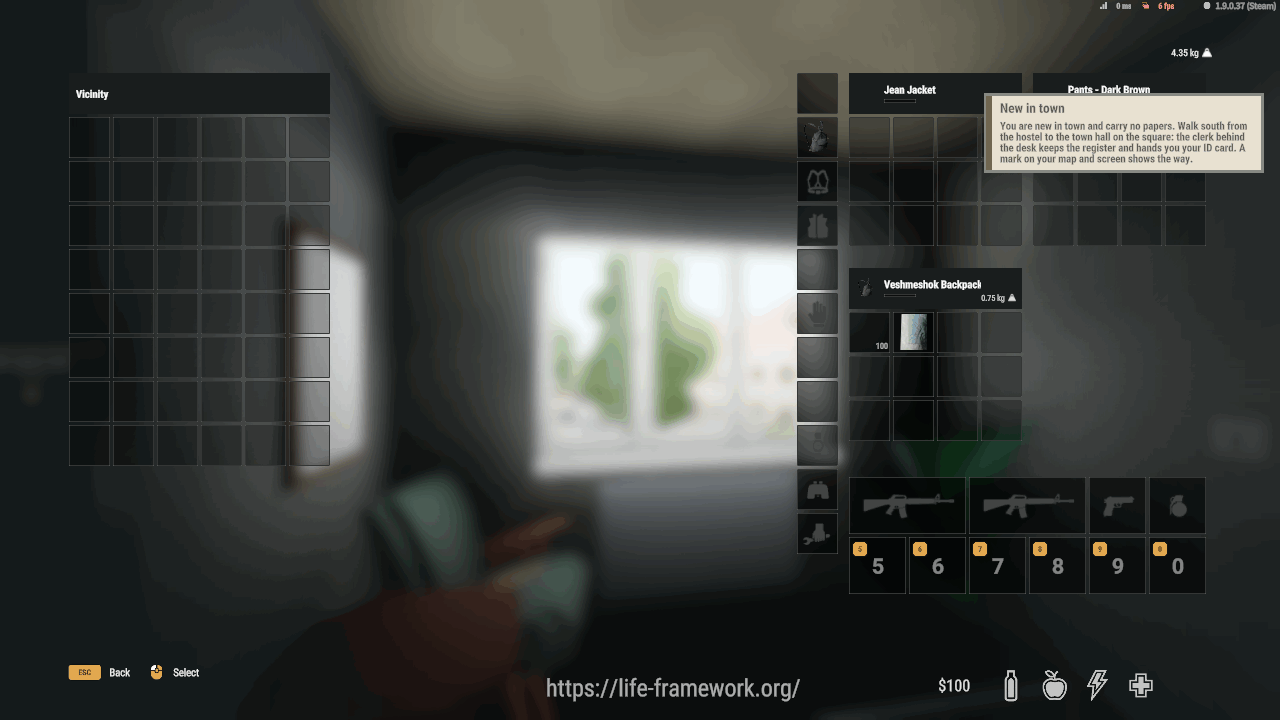 0 ms 6 fps 1.9.0.37 (Steam)
4.35 kg
Vicinity
Jean Jacket
Pants - Dark Brown
New in town
You are new in town and carry no papers. Walk south from
the hostel to the town hall on the square: the clerk behind
the desk keeps the register and hands you your ID card. A
mark on your map and screen shows the way.
Veshmeshok Backpack
0.75 kg
100
5 6 7 8 9 0
5 6 7 8 9 0
ESC Back Select
https://life-framework.org/
$100